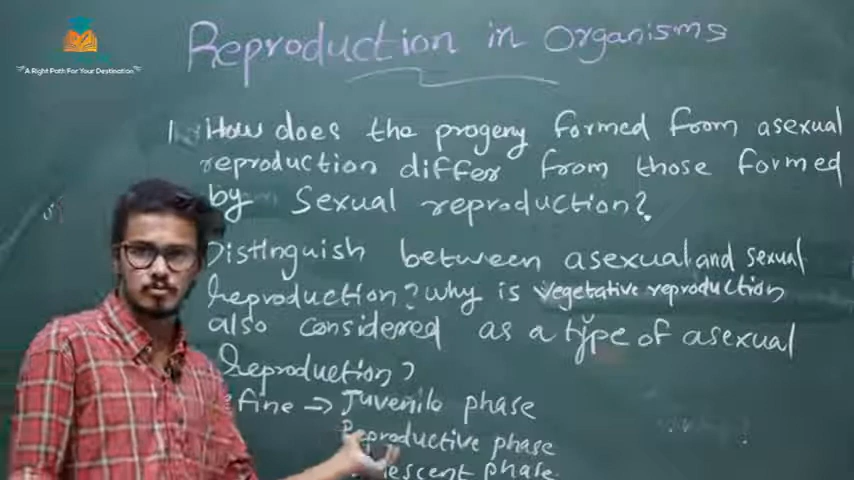 A Right Path For Your Destination
Reproduction in Organisms
1. How does the progeny formed from asexual
reproduction differ from those formed
by Sexual reproduction?
Distinguish between asexual and sexual
reproduction? why is vegetative reproduction
also considered as a type of asexual
Reproduction?
fine → Juvenile phase
Reproductive phase
escent phase